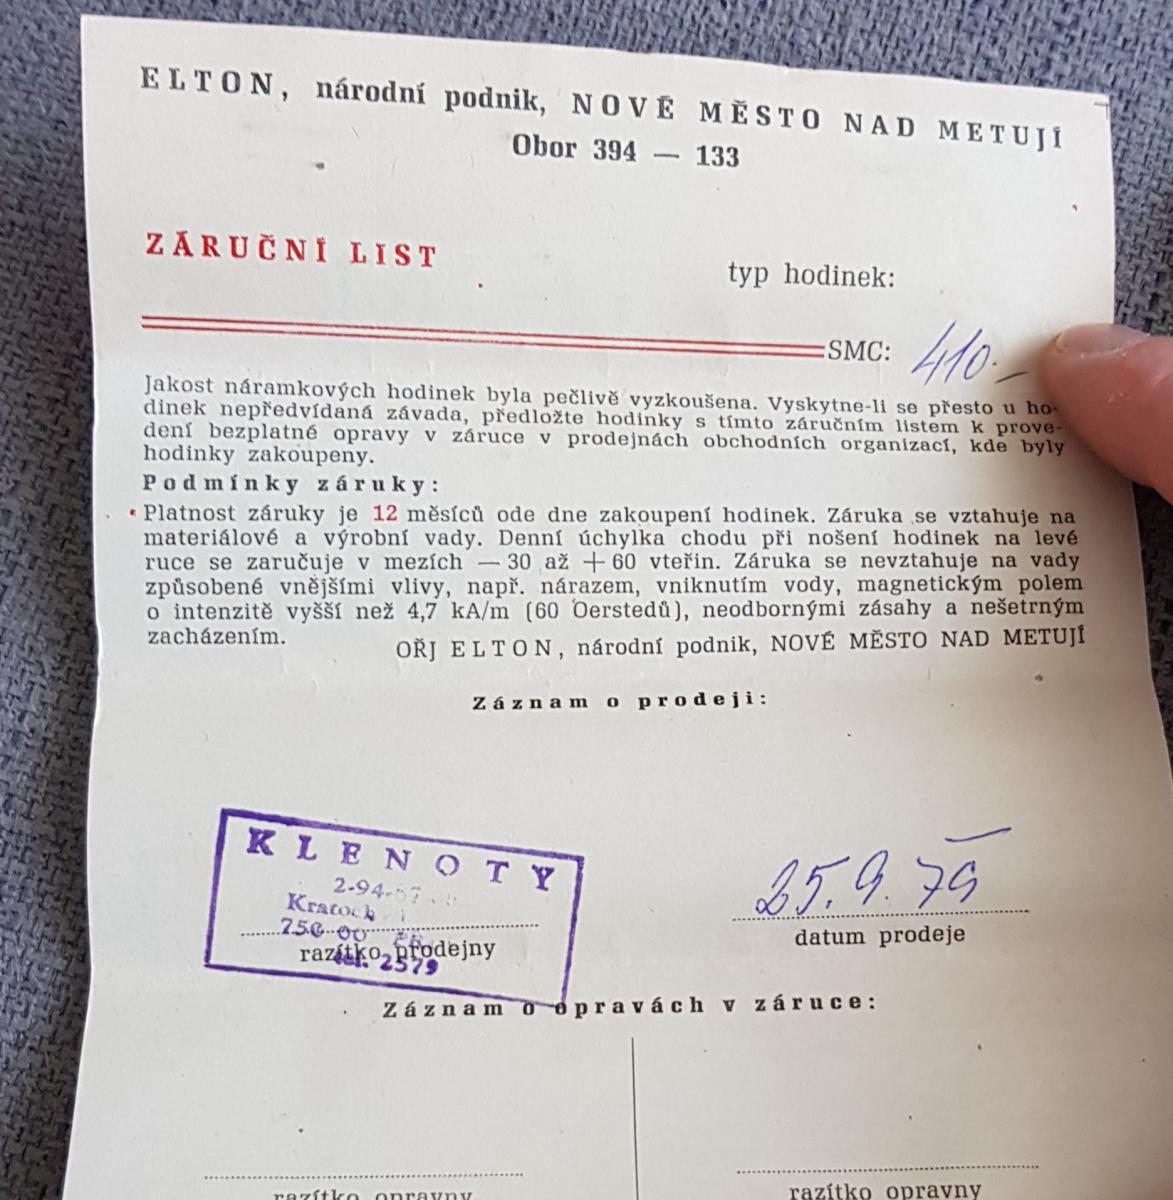 ELTON, národní podnik, NOVÉ MĚSTO NAD METUJÍ
Obor 394 — 133
ZÁRUČNÍ LIST
typ hodinek:
SMC: 410.–
Jakost náramkových hodinek byla pečlivě vyzkoušena. Vyskytne-li se přesto u ho-
dinek nepředvídaná závada, předložte hodinky s tímto záručním listem k prove-
dení bezplatné opravy v záruce v prodejnách obchodních organizací, kde byly
hodinky zakoupeny.
Podmínky záruky:
Platnost záruky je 12 měsíců ode dne zakoupení hodinek. Záruka se vztahuje na
materiálové a výrobní vady. Denní úchylka chodu při nošení hodinek na levé
ruce se zaručuje v mezích — 30 až + 60 vteřin. Záruka se nevztahuje na vady
způsobené vnějšími vlivy, např. nárazem, vniknutím vody, magnetickým polem
o intenzitě vyšší než 4,7 kA/m (60 Oerstedů), neodbornými zásahy a nešetrným
zacházením.
OŘJ ELTON, národní podnik, NOVÉ MĚSTO NAD METUJÍ
Záznam o prodeji:
KLENOTY
750 00
razítko prodejny
tel. 2579
25. 9. 75
datum prodeje
Záznam o opravách v záruce:
razítko opravny
razítko opravny